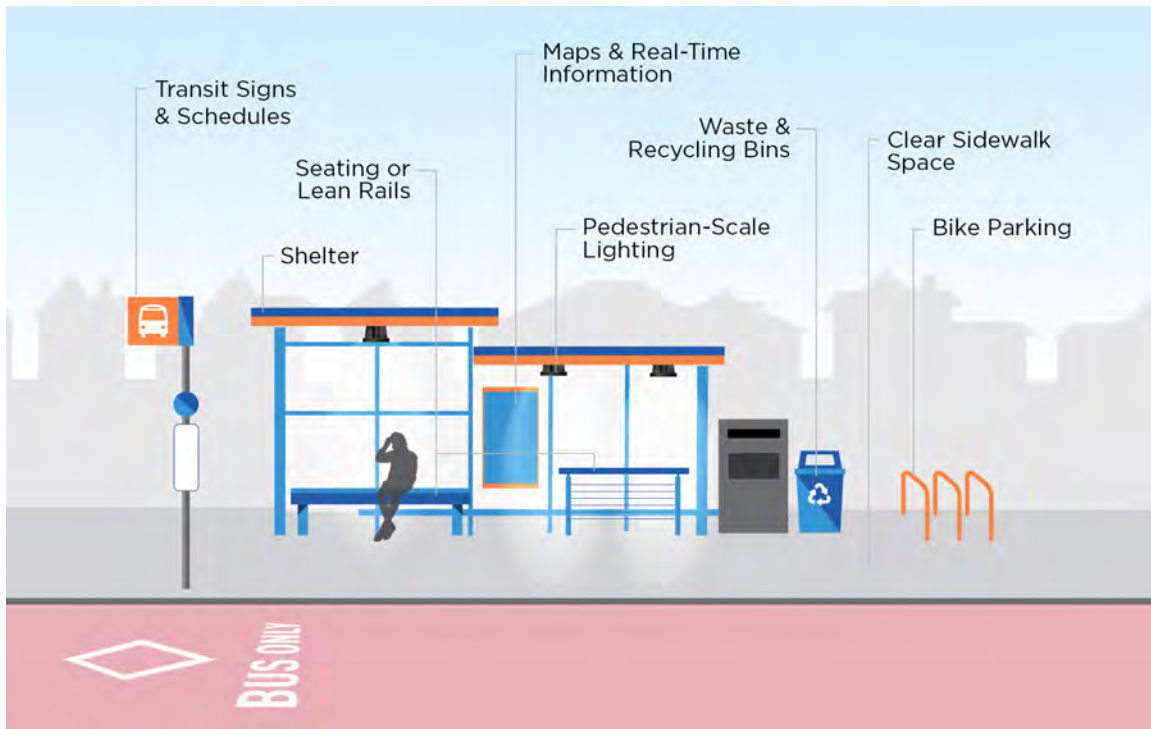 Maps & Real-Time
Information
Transit Signs
& Schedules
Waste &
Recycling Bins
Clear Sidewalk
Space
Seating or
Lean Rails
Pedestrian-Scale
Lighting
Bike Parking
Shelter
BUS ONLY